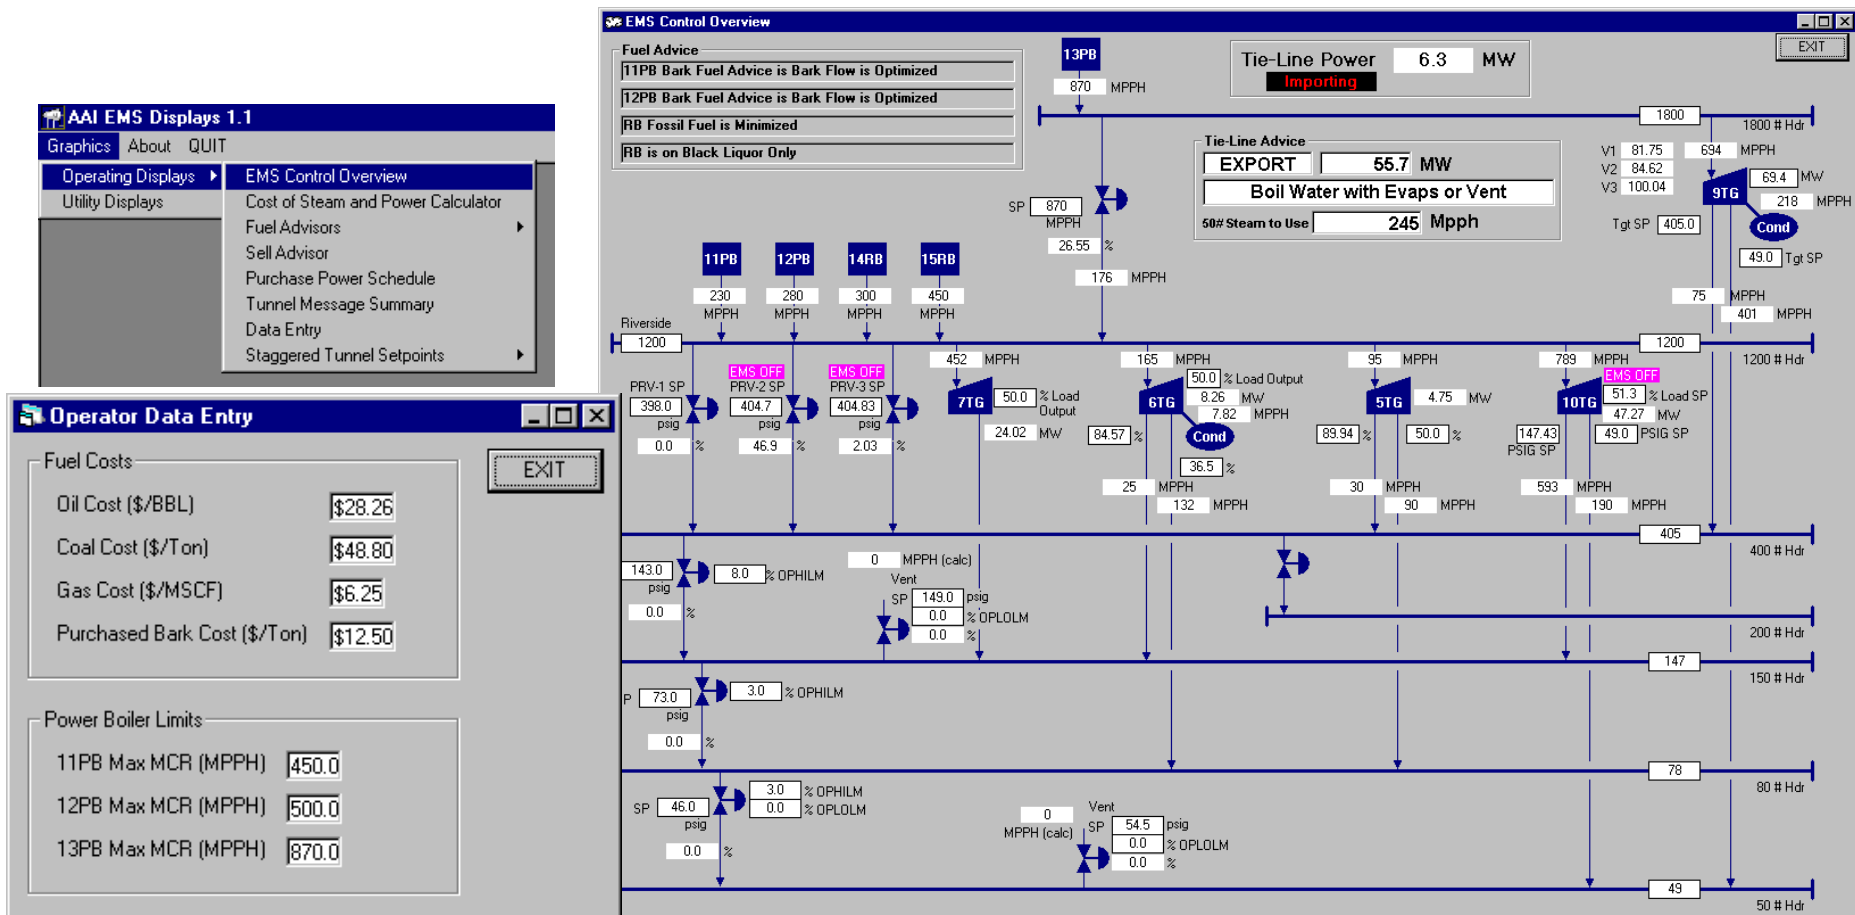 AAI EMS Displays 1.1
Graphics About QUIT
Operating Displays
Utility Displays
EMS Control Overview
Cost of Steam and Power Calculator
Fuel Advisors
Sell Advisor
Purchase Power Schedule
Tunnel Message Summary
Data Entry
Staggered Tunnel Setpoints
Operator Data Entry
EXIT
Fuel Costs
Oil Cost ($/BBL) $28.26
Coal Cost ($/Ton) $48.80
Gas Cost ($/MSCF) $6.25
Purchased Bark Cost ($/Ton) $12.50
Power Boiler Limits
11PB Max MCR (MPPH) 450.0
12PB Max MCR (MPPH) 500.0
13PB Max MCR (MPPH) 870.0
EMS Control Overview
EXIT
Fuel Advice
11PB Bark Fuel Advice is Bark Flow is Optimized
12PB Bark Fuel Advice is Bark Flow is Optimized
RB Fossil Fuel is Minimized
RB is on Black Liquor Only
13PB
870 MPPH
Tie-Line Power 6.3 MW
Importing
1800
1800 # Hdr
Tie-Line Advice
EXPORT 55.7 MW
Boil Water with Evaps or Vent
50# Steam to Use 245 Mpph
V1 81.75 694 MPPH
V2 84.62
V3 100.04
69.4 MW
9TG
218 MPPH
Tgt SP 405.0
Cond
49.0 Tgt SP
75 MPPH
401 MPPH
SP 870
MPPH
26.55 %
176 MPPH
11PB 12PB 14RB 15RB
230 280 300 450
MPPH MPPH MPPH MPPH
Riverside
1200
1200
1200 # Hdr
452 MPPH
165 MPPH
95 MPPH
789 MPPH
PRV-1 SP
398.0
psig
0.0 %
EMS OFF
PRV-2 SP
404.7
psig
46.9 %
EMS OFF
PRV-3 SP
404.83
psig
2.03 %
7TG
50.0 % Load
Output
24.02 MW
6TG
50.0 % Load Output
8.26 MW
7.82 MPPH
84.57 %
Cond
36.5 %
25 MPPH
132 MPPH
5TG
4.75 MW
89.94 %
50.0 %
30 MPPH
90 MPPH
EMS OFF
10TG
51.3 % Load SP
47.27 MW
147.43
PSIG SP
49.0 PSIG SP
593 MPPH
190 MPPH
405
400 # Hdr
143.0
psig
8.0 % OPHILM
0.0 %
0 MPPH (calc)
Vent
SP 149.0 psig
0.0 % OPLOLM
0.0 %
200 # Hdr
147
150 # Hdr
P 73.0
psig
3.0 % OPHILM
0.0 %
78
80 # Hdr
SP 46.0
psig
3.0 % OPHILM
0.0 % OPLOLM
0.0 %
0
MPPH (calc)
Vent
SP 54.5 psig
0.0 % OPLOLM
0.0 %
49
50 # Hdr